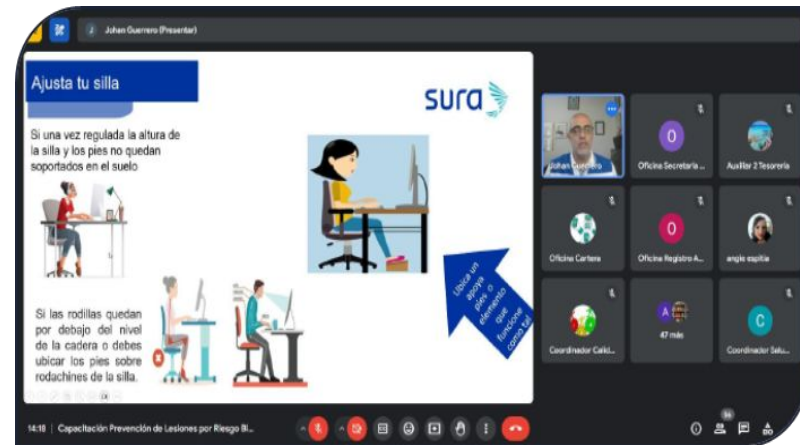 Johan Guerrero (Presentar)
Ajusta tu silla
sura
Si una vez regulada la altura de
la silla y los pies no quedan
soportados en el suelo
Si las rodillas quedan
por debajo del nivel
de la cadera o debes
ubicar los pies sobre
rodachines de la silla.
Ubica un
apoya
pies o
elemento
que
funcione
como tal
Johan Guerrero
O
Oficina Secretaria ...
Auxiliar 2 Tesoreria
Oficina Cartera
O
Oficina Registro A...
angie espitia
Coordinador Calid...
A
47 más
C
Coordinador Salu...
14:18 | Capacitación Prevención de Lesiones por Riesgo Bi...